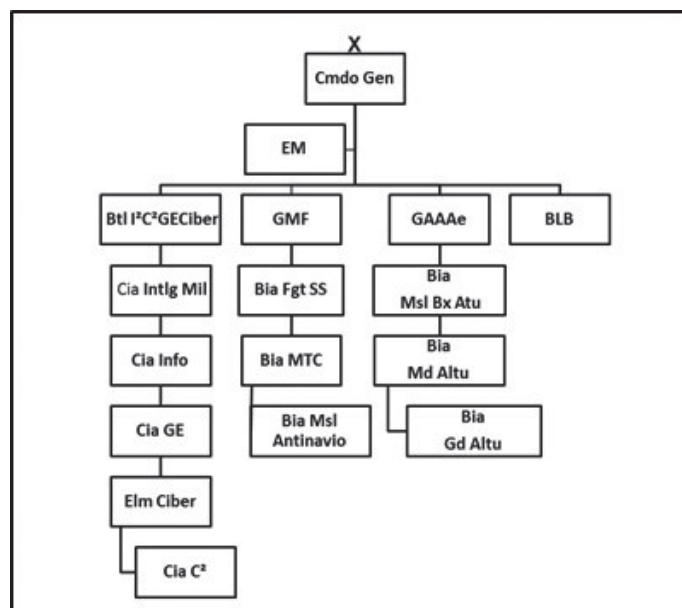 X
Cmdo Gen
EM
Btl I²C²GECiber
GMF
GAAAe
BLB
Cia Intlg Mil
Bia Fgt SS
Bia
Msl Bx Atu
Cia Info
Bia MTC
Bia
Md Altu
Cia GE
Bia Msl
Antinavio
Bia
Gd Altu
Elm Ciber
Cia C²